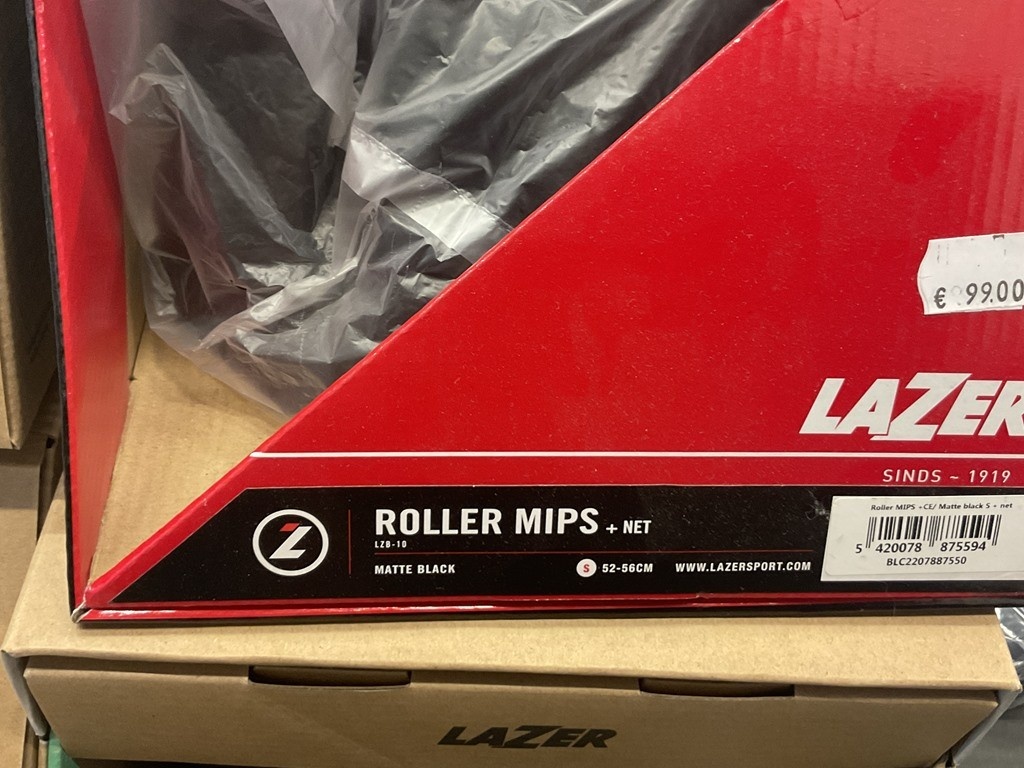 € 99.00
LAZER
SINDS ~ 1919
Z
ROLLER MIPS + NET
LZB-10
MATTE BLACK
S 52-56CM WWW.LAZERSPORT.COM
Roller MIPS +CE/ Matte black S + net
5 420078 875594
BLC2207887550
LAZER